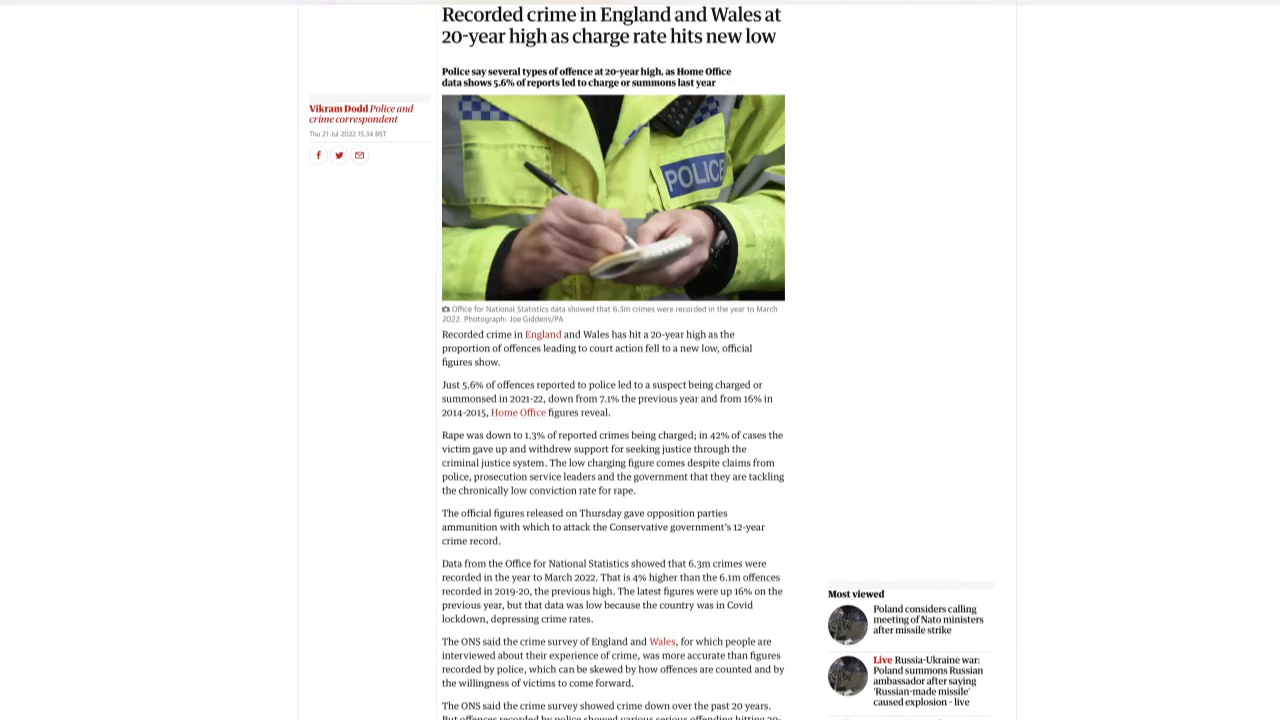 Recorded crime in England and Wales at
20-year high as charge rate hits new low
Police say several types of offence at 20-year high, as Home Office
data shows 5.6% of reports led to charge or summons last year
Vikram Dodd Police and
crime correspondent
Thu 21 Jul 2022 15.34 BST
POLICE
Office for National Statistics data showed that 6.3m crimes were recorded in the year to March
2022. Photograph: Joe Giddens/PA
Recorded crime in England and Wales has hit a 20-year high as the
proportion of offences leading to court action fell to a new low, official
figures show.
Just 5.6% of offences reported to police led to a suspect being charged or
summonsed in 2021-22, down from 7.1% the previous year and from 16% in
2014-2015, Home Office figures reveal.
Rape was down to 1.3% of reported crimes being charged; in 42% of cases the
victim gave up and withdrew support for seeking justice through the
criminal justice system. The low charging figure comes despite claims from
police, prosecution service leaders and the government that they are tackling
the chronically low conviction rate for rape.
The official figures released on Thursday gave opposition parties
ammunition with which to attack the Conservative government's 12-year
crime record.
Data from the Office for National Statistics showed that 6.3m crimes were
recorded in the year to March 2022. That is 4% higher than the 6.1m offences
recorded in 2019-20, the previous high. The latest figures were up 16% on the
previous year, but that data was low because the country was in Covid
lockdown, depressing crime rates.
The ONS said the crime survey of England and Wales, for which people are
interviewed about their experience of crime, was more accurate than figures
recorded by police, which can be skewed by how offences are counted and by
the willingness of victims to come forward.
The ONS said the crime survey showed crime down over the past 20 years.
But offences recorded by police showed various serious offending hitting 20-
Most viewed
Poland considers calling
meeting of Nato ministers
after missile strike
Live Russia-Ukraine war:
Poland summons Russian
ambassador after saying
'Russian-made missile'
caused explosion – live